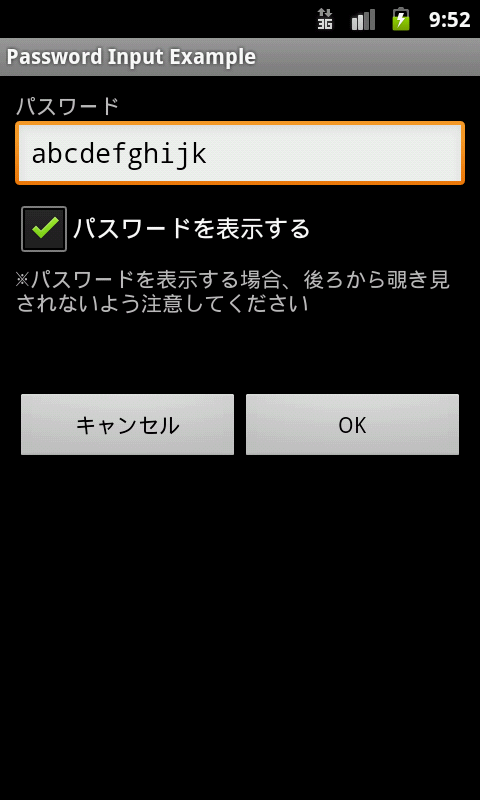 3G 9:52
Password Input Example
パスワード
abcdefghijk
パスワードを表示する
※パスワードを表示する場合、後ろから覗き見
されないよう注意してください
キャンセル OK